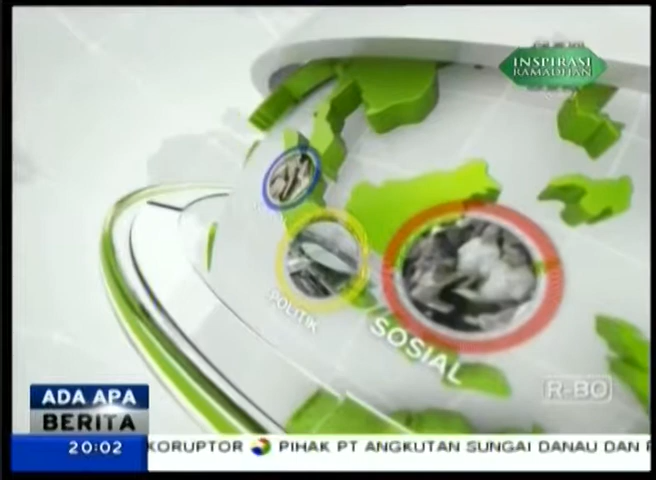 INSPIRASI
RAMADHAN
POLITIK
SOSIAL
R-BO
ADA APA
BERITA
20:02 KORUPTOR PIHAK PT ANGKUTAN SUNGAI DANAU DAN